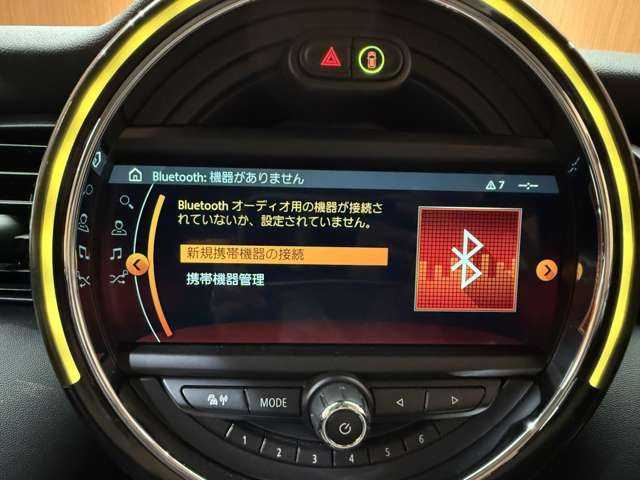 Bluetooth: 機器がありません
7
--:--
Bluetooth オーディオ用の機器が接続さ
れていないか、設定されていません。
新規携帯機器の接続
携帯機器管理
MODE
1 2 3 4 5 6